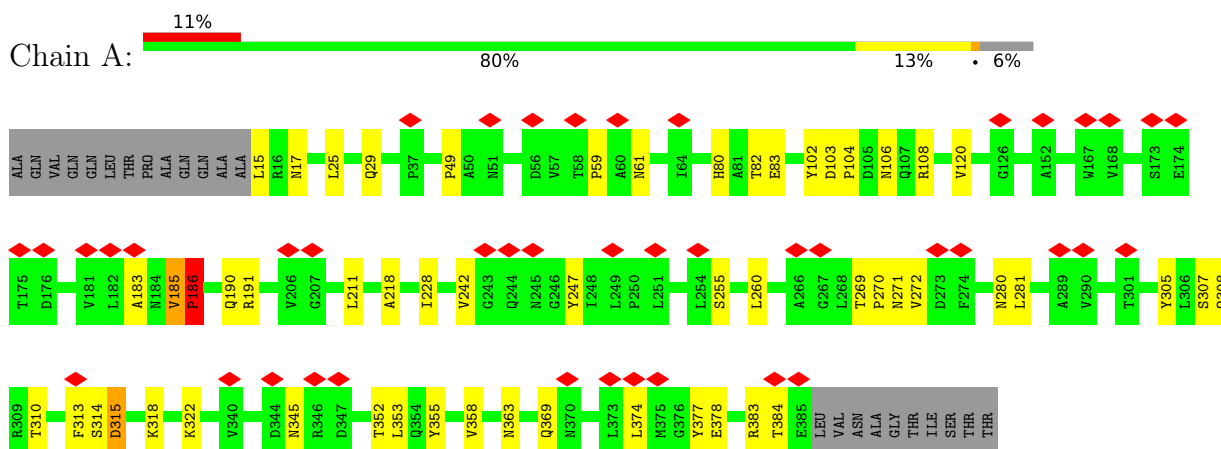 11%
Chain A:
80% 13% • 6%
ALA GLN VAL GLN GLN LEU THR PRO ALA GLN GLN ALA ALA L15 R16 N17 L25 Q29 P37 P49 A50 N51 D56 V57 T58 P59 A60 N61 I64 H80 A81 T82 E83 Y102 D103 P104 D105 N106 Q107 R108 V120 G126 A152 W167 V168 S173 E174
T175 D176 V181 L182 A183 N184 V185 P186 Q190 R191 V206 G207 L211 A218 I228 V242 G243 Q244 N245 G246 Y247 I248 L249 P250 L251 L254 S255 L260 A266 G267 L268 T269 P270 N271 V272 D273 F274 N280 L281 A289 V290 T301 Y305 L306 S307
R309 T310 F313 S314 D315 K318 K322 V340 D344 N345 R346 D347 T352 L353 Q354 Y355 V358 N363 Q369 N370 L373 L374 M375 G376 Y377 E378 R383 T384 E385 LEU VAL ASN ALA GLY THR ILE SER THR THR